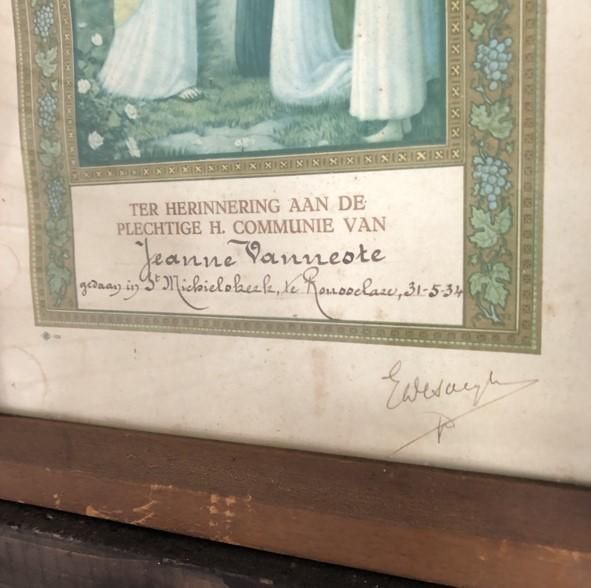 TER HERINNERING AAN DE
PLECHTIGE H. COMMUNIE VAN
Jeanne Vanneste
gedaan in St Michielskerk, te Rousselare, 31-5-34